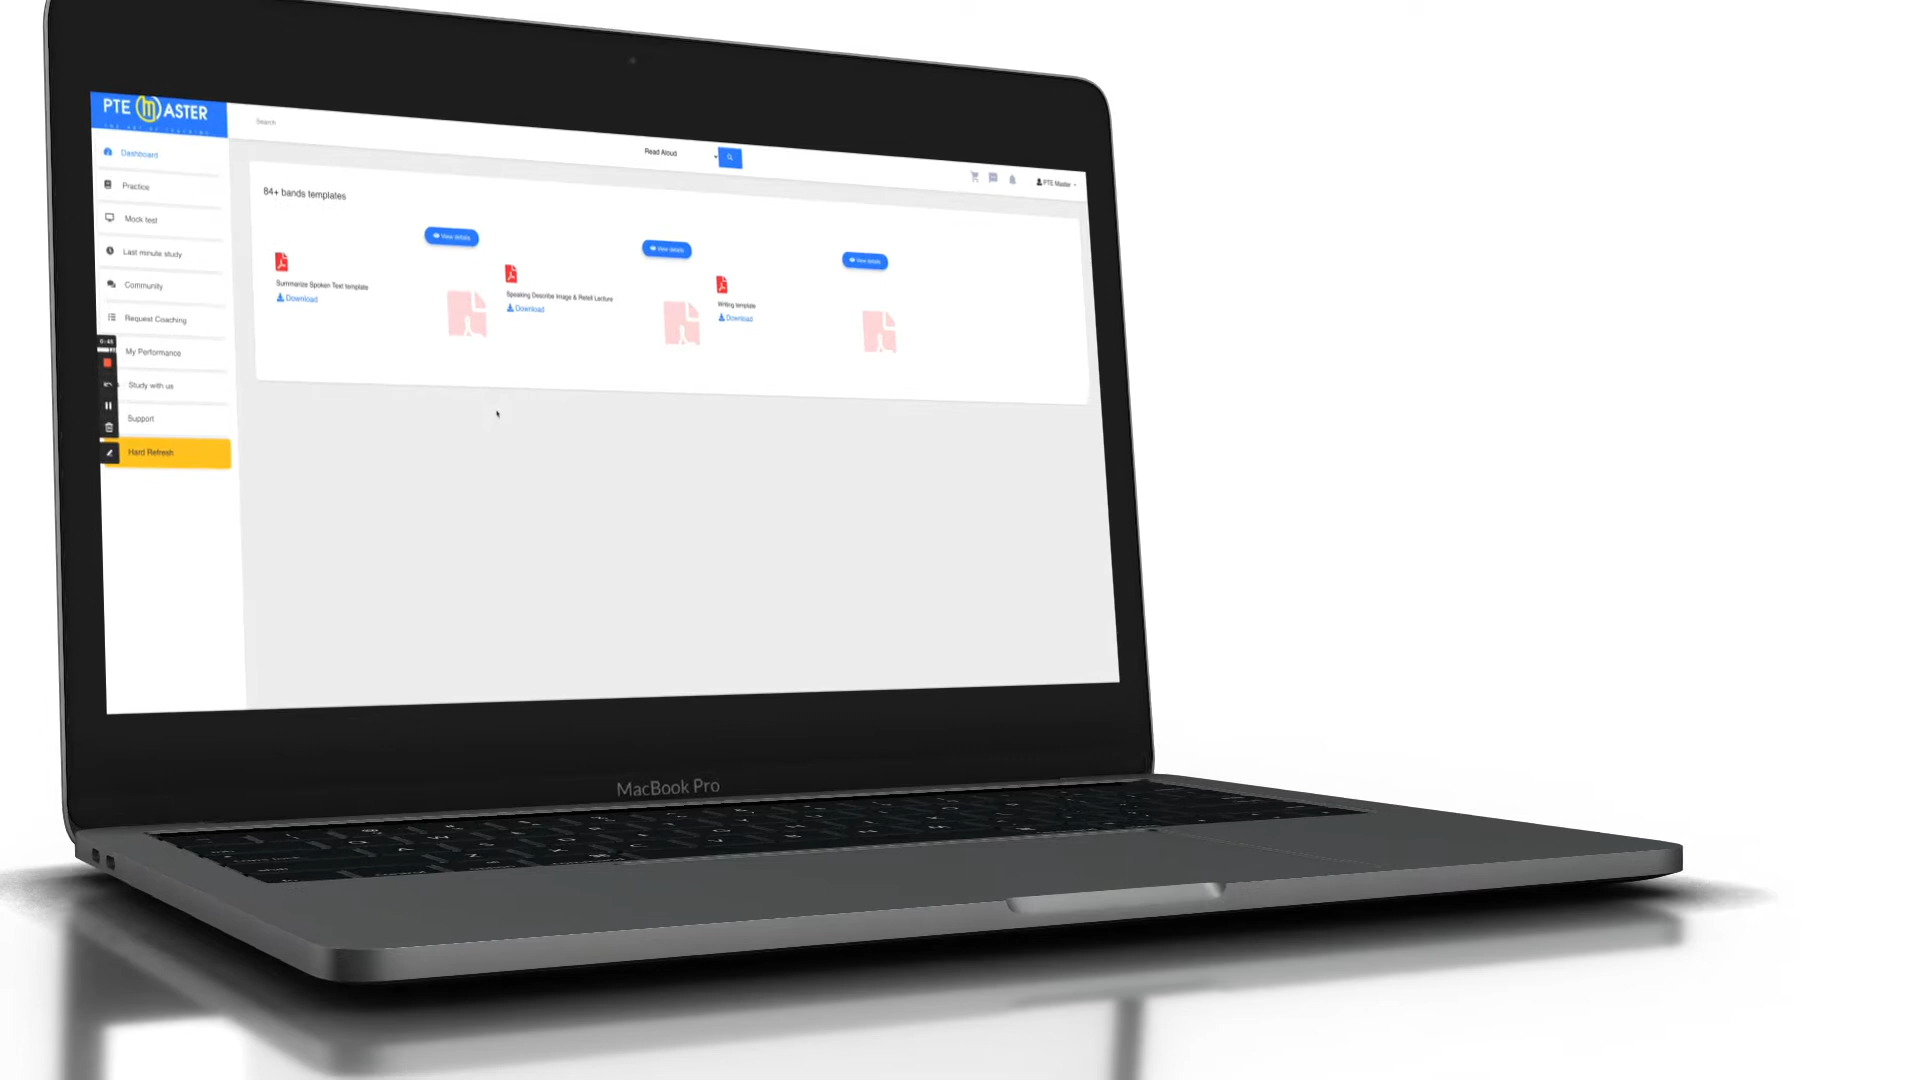 PTE MASTER
Search
Read Aloud
PTE Master
Dashboard
Practice
Mock test
Last minute study
Community
Request Coaching
My Performance
Study with us
Support
Hard Refresh
84+ bands templates
View details
Summarize Spoken Text template
Download
View details
Speaking Describe Image & Retell Lecture
Download
View details
Writing template
Download
MacBook Pro